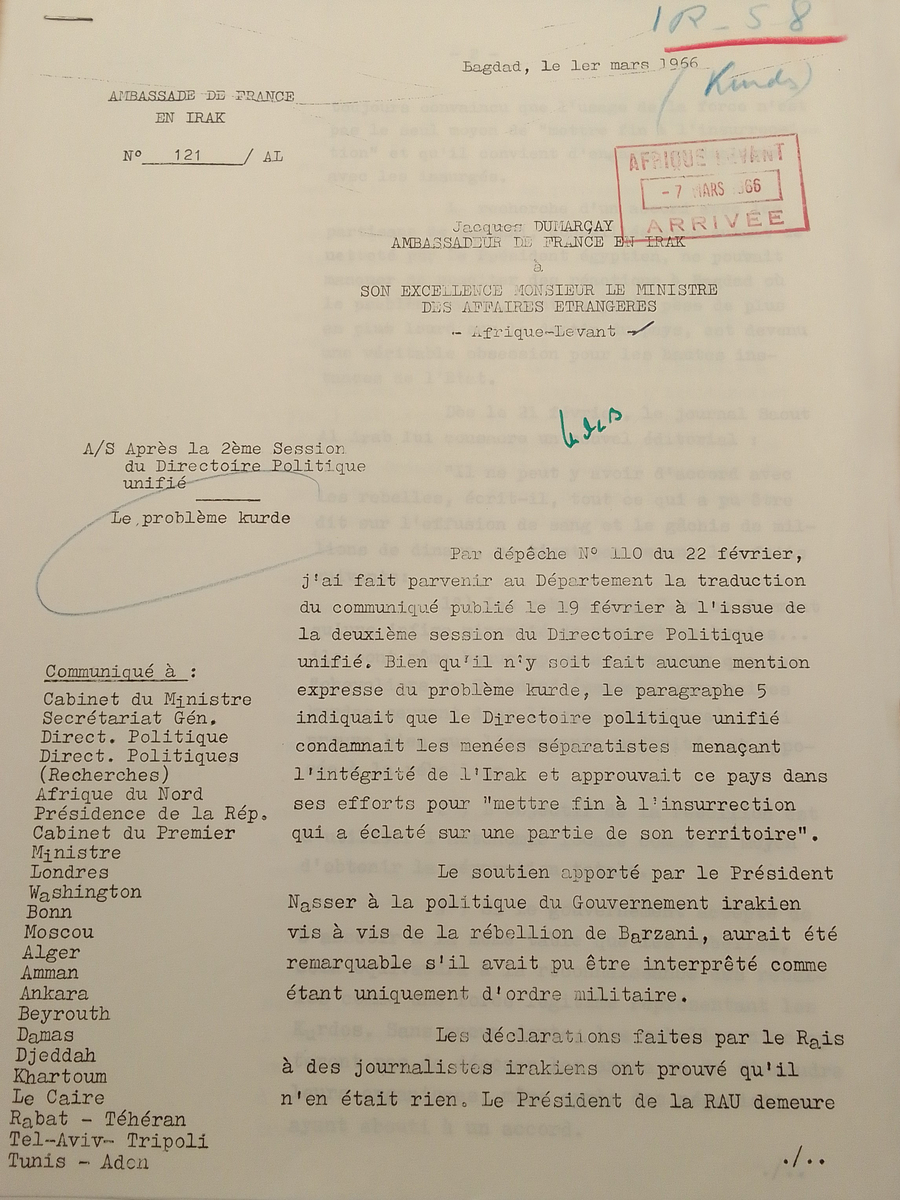 IR-58
(Kurdes)
Bagdad, le 1er mars 1966
AMBASSADE DE FRANCE
EN IRAK
N° 121 / AL
AFRIQUE LEVANT
- 7 MARS 1966
ARRIVÉE
Jacques DUMARÇAY
AMBASSADEUR DE FRANCE EN IRAK
à
SON EXCELLENCE MONSIEUR LE MINISTRE
DES AFFAIRES ETRANGERES
- Afrique-Levant -
A/S Après la 2ème Session
du Directoire Politique
unifié
Le problème kurde
Par dépêche N° 110 du 22 février,
j'ai fait parvenir au Département la traduction
du communiqué publié le 19 février à l'issue de
la deuxième session du Directoire Politique
unifié. Bien qu'il n'y soit fait aucune mention
expresse du problème kurde, le paragraphe 5
indiquait que le Directoire politique unifié
condamnait les menées séparatistes menaçant
l'intégrité de l'Irak et approuvait ce pays dans
ses efforts pour "mettre fin à l'insurrection
qui a éclaté sur une partie de son territoire".
Le soutien apporté par le Président
Nasser à la politique du Gouvernement irakien
vis à vis de la rébellion de Barzani, aurait été
remarquable s'il avait pu être interprêté comme
étant uniquement d'ordre militaire.
Les déclarations faites par le Rais
à des journalistes irakiens ont prouvé qu'il
n'en était rien. Le Président de la RAU demeure
./..
Communiqué à :
Cabinet du Ministre
Secrétariat Gén.
Direct. Politique
Direct. Politiques
(Recherches)
Afrique du Nord
Présidence de la Rép.
Cabinet du Premier
Ministre
Londres
Washington
Bonn
Moscou
Alger
Amman
Ankara
Beyrouth
Damas
Djeddah
Khartoum
Le Caire
Rabat - Téhéran
Tel-Aviv- Tripoli
Tunis - Aden